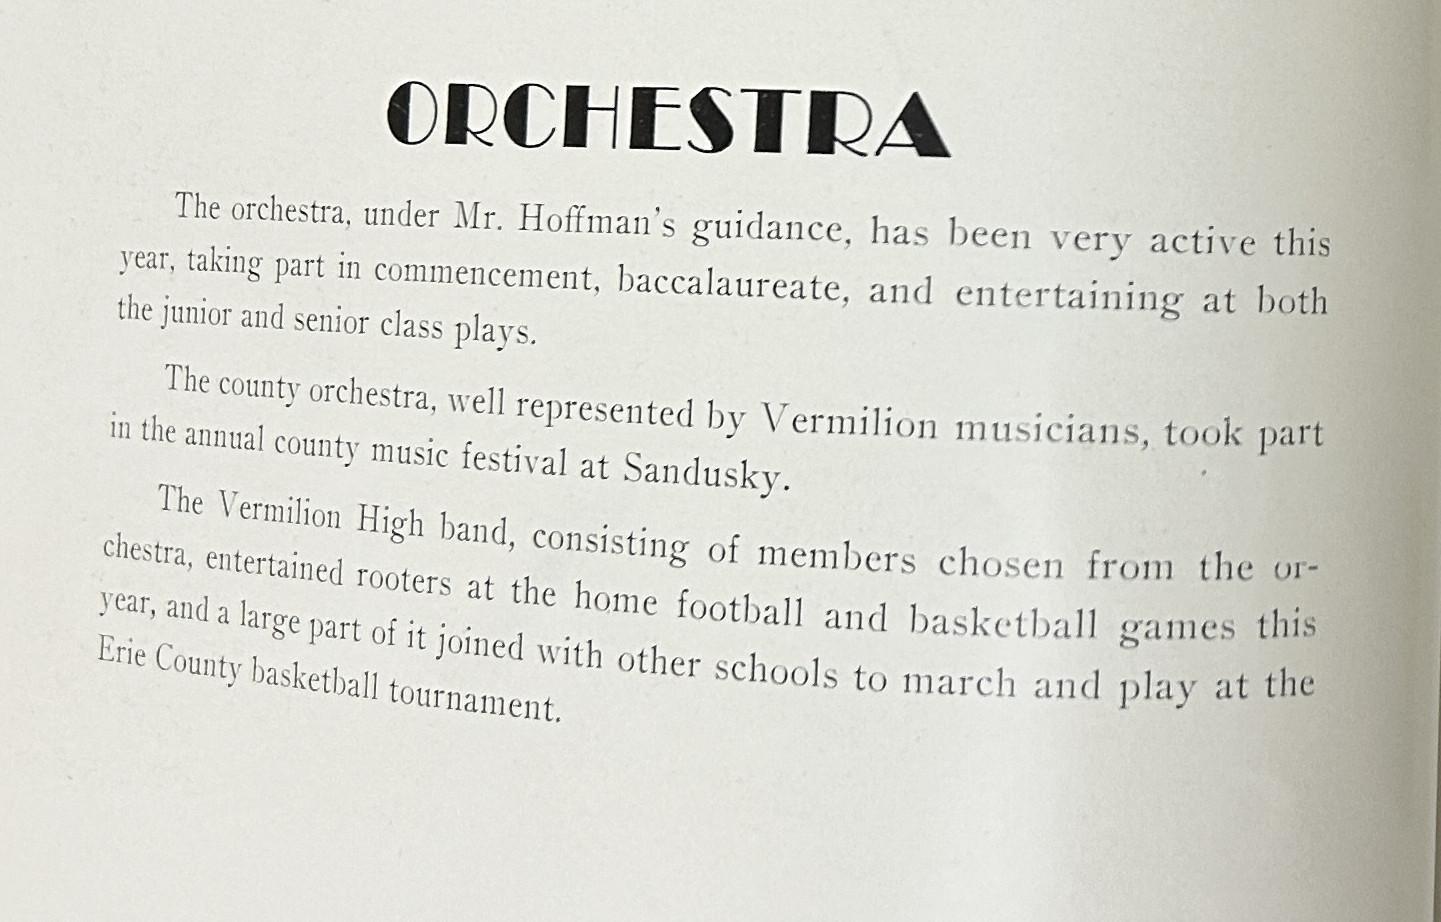 ORCHESTRA
The orchestra, under Mr. Hoffman's guidance, has been very active this
year, taking part in commencement, baccalaureate, and entertaining at both
the junior and senior class plays.
The county orchestra, well represented by Vermilion musicians, took part
in the annual county music festival at Sandusky.
The Vermilion High band, consisting of members chosen from the or-
chestra, entertained rooters at the home football and basketball games this
year, and a large part of it joined with other schools to march and play at the
Erie County basketball tournament.